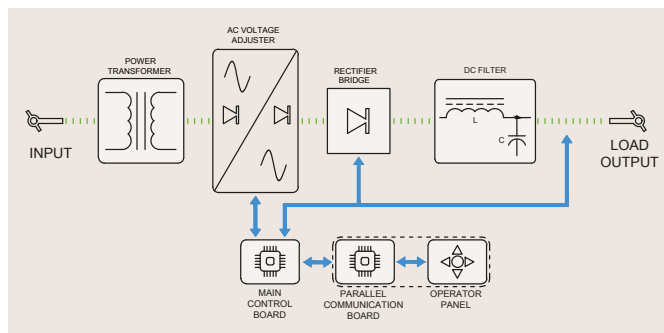 AC VOLTAGE
ADJUSTER
POWER
TRANSFORMER
RECTIFIER
BRIDGE
DC FILTER
L
C
INPUT
LOAD
OUTPUT
MAIN
CONTROL
BOARD
PARALLEL
COMMUNICATION
BOARD
OPERATOR
PANEL